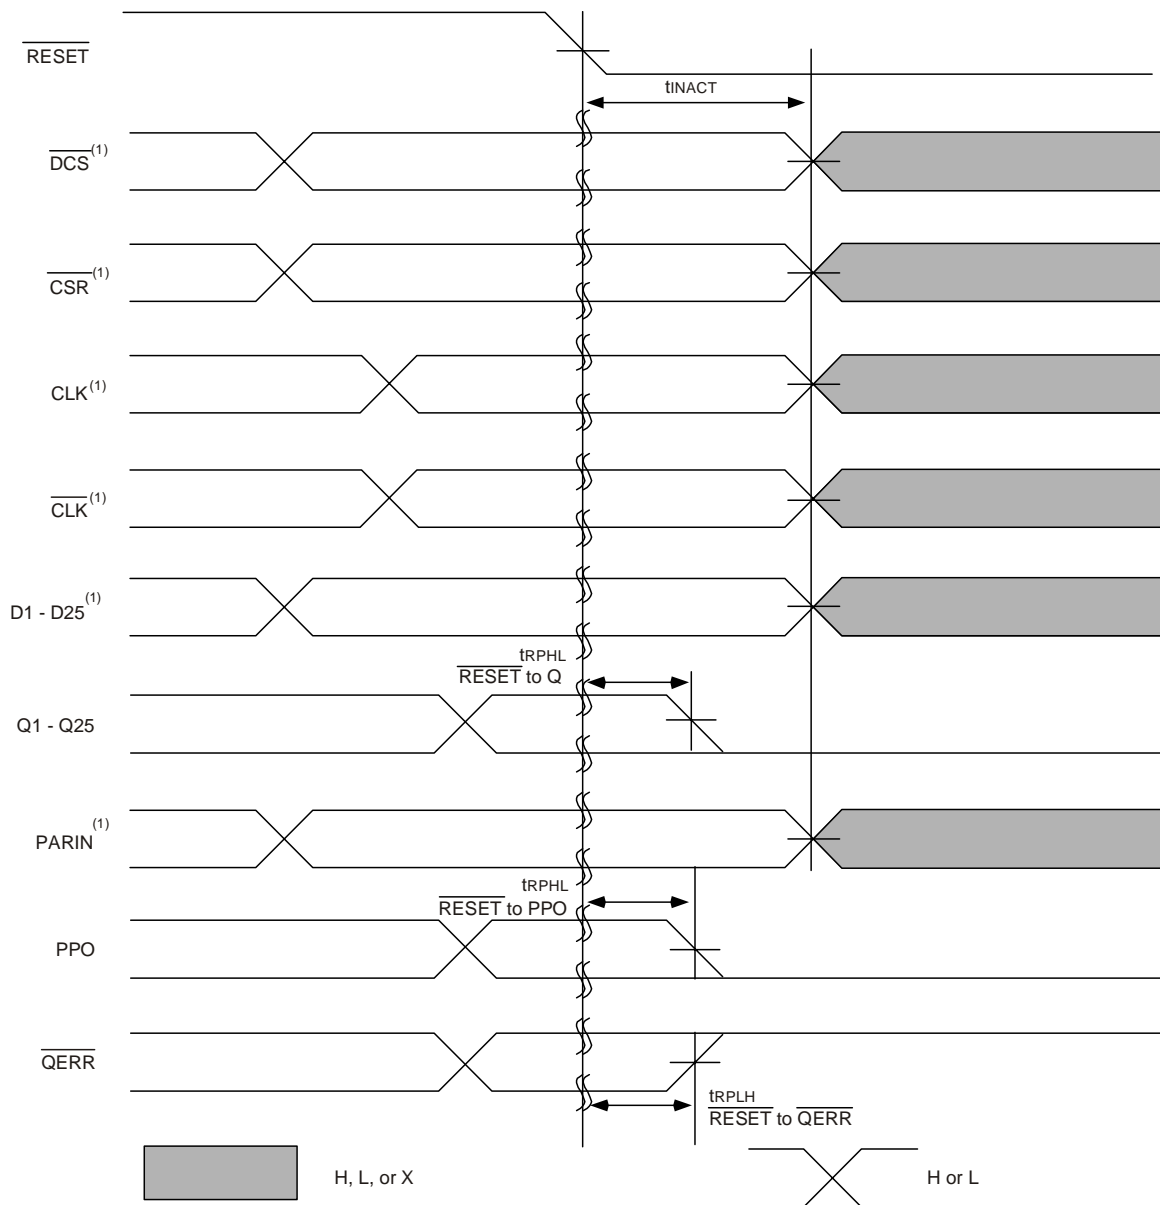 RESET
tINACT
DCS(1)
CSR(1)
CLK(1)
CLK(1)
D1 - D25(1)
tRPHL
RESET to Q
Q1 - Q25
PARIN(1)
tRPHL
RESET to PPO
PPO
QERR
tRPLH
RESET to QERR
H, L, or X
H or L